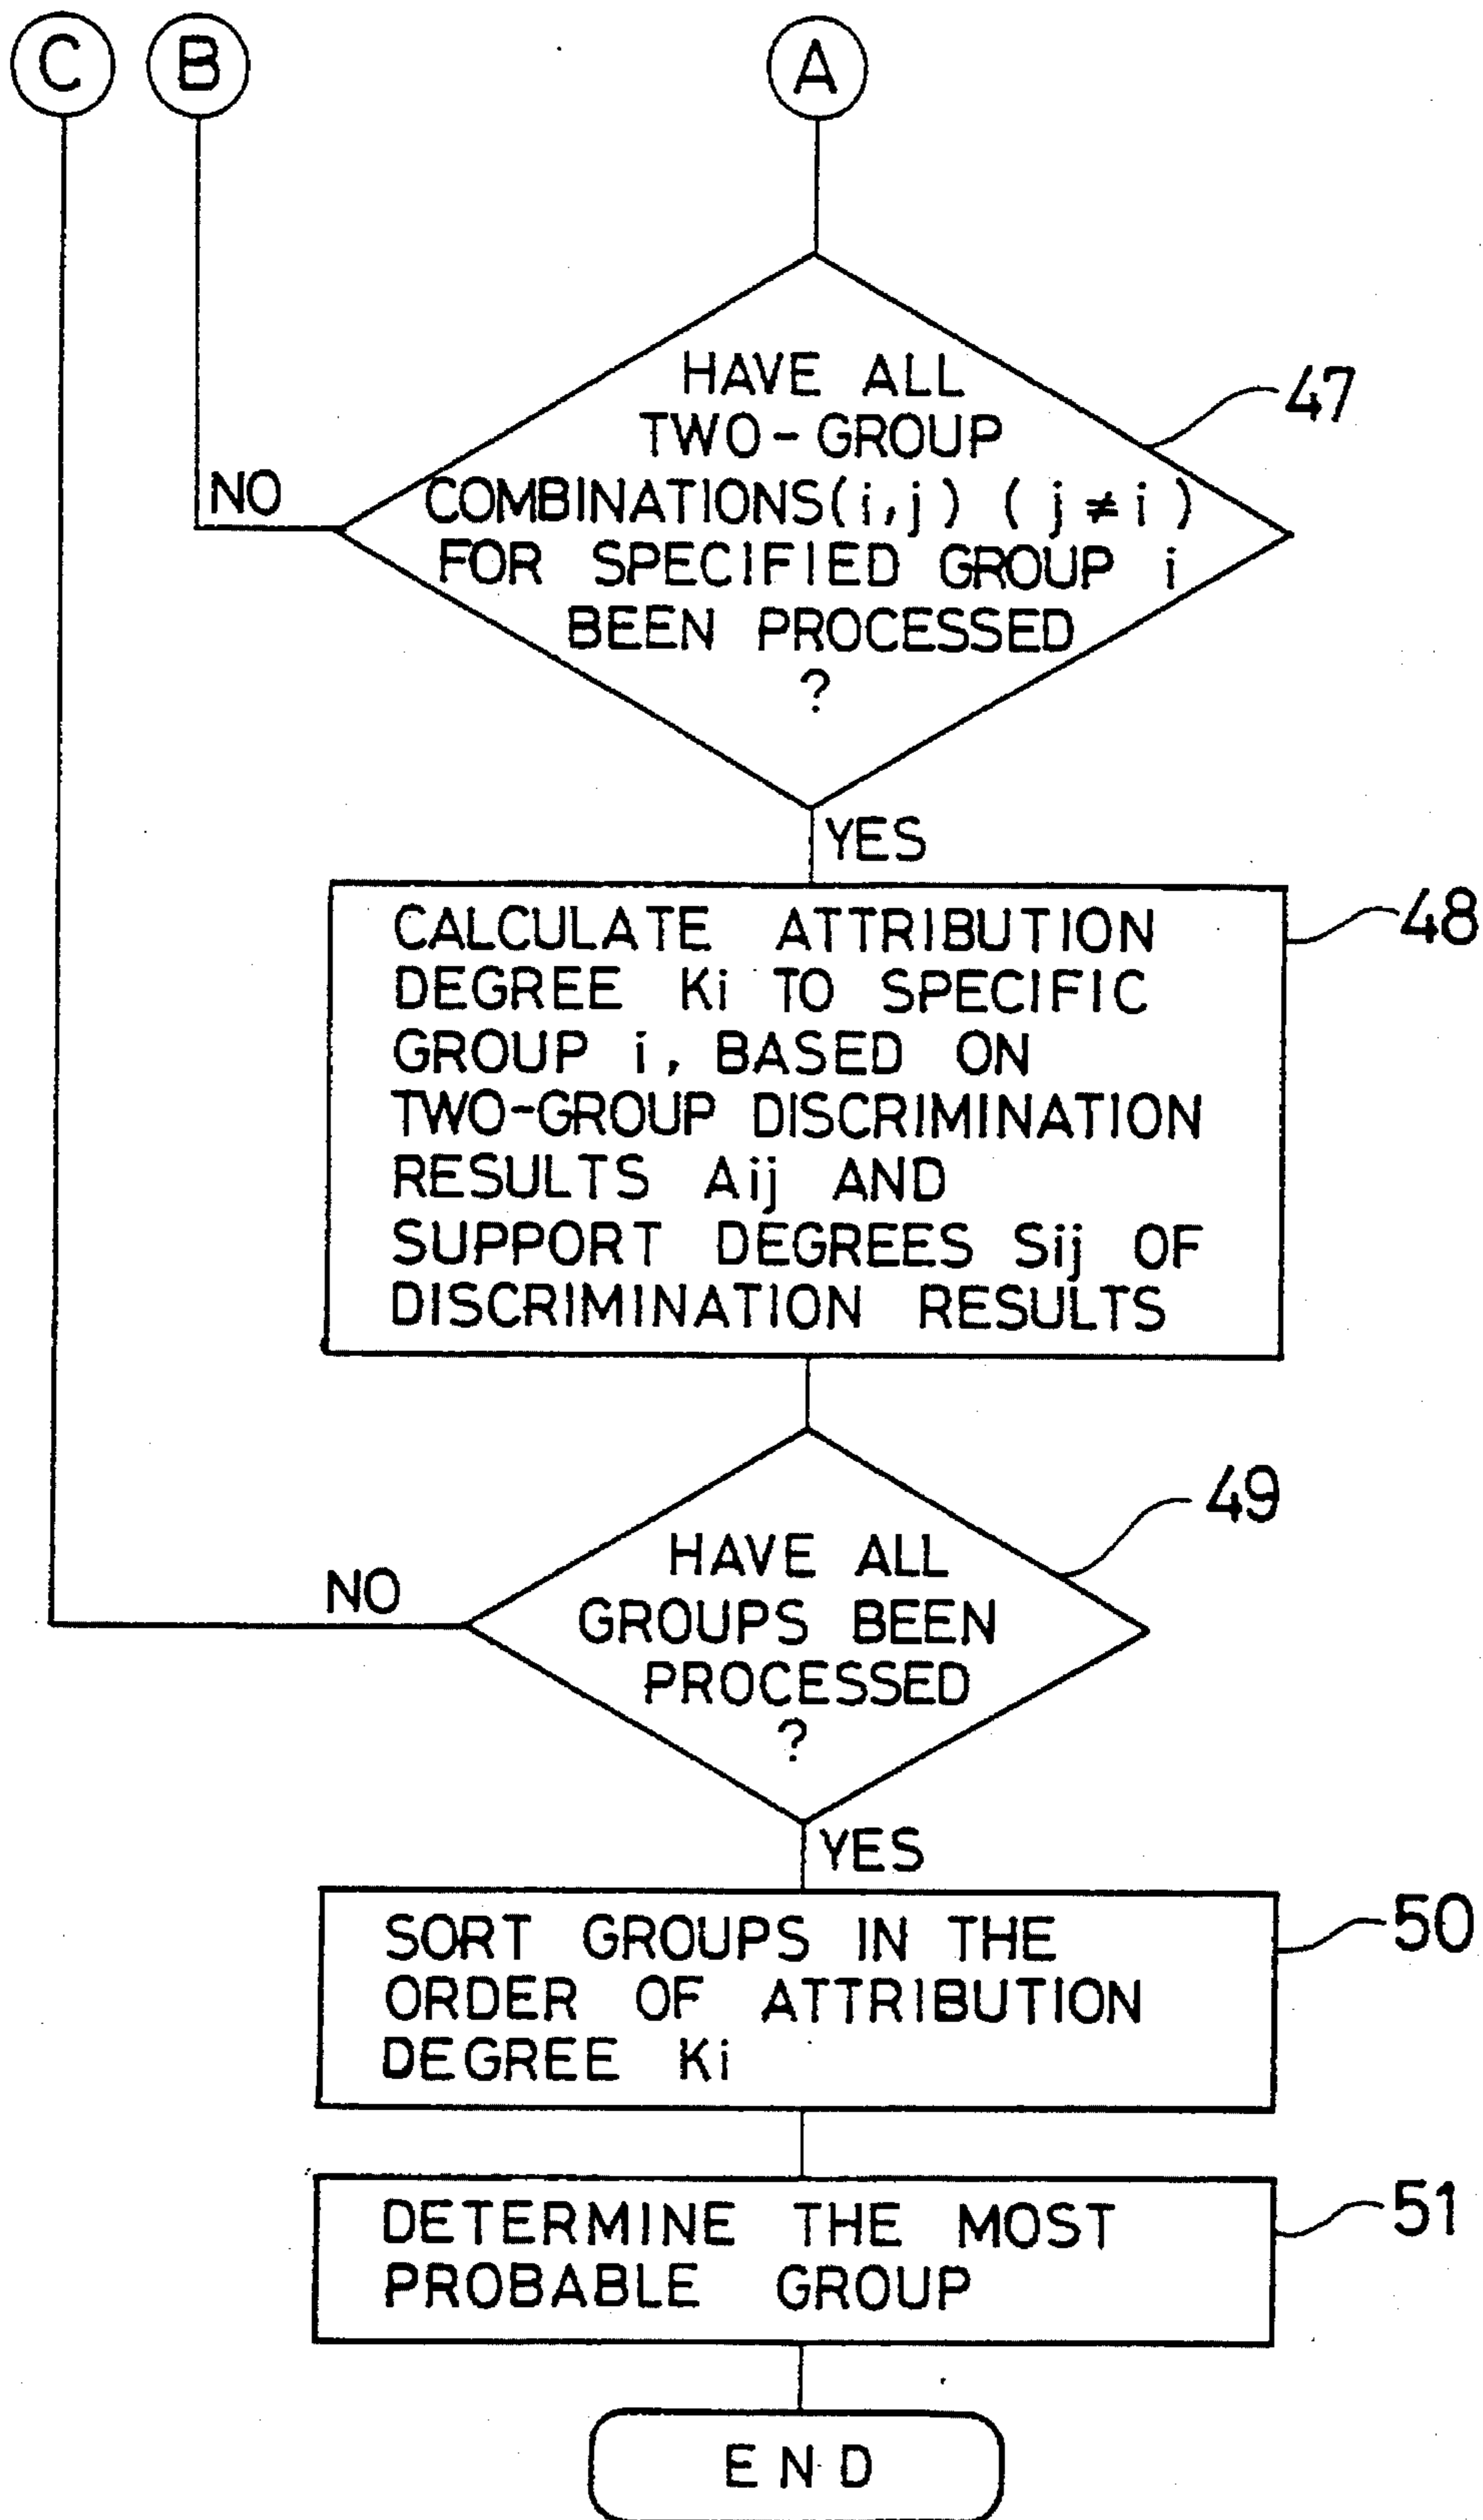 C B A
HAVE ALL
TWO-GROUP
COMBINATIONS(i,j) (j≠i)
FOR SPECIFIED GROUP i
BEEN PROCESSED
?
47
NO
YES
CALCULATE ATTRIBUTION
DEGREE Ki TO SPECIFIC
GROUP i, BASED ON
TWO-GROUP DISCRIMINATION
RESULTS Aij AND
SUPPORT DEGREES Sij OF
DISCRIMINATION RESULTS
48
HAVE ALL
GROUPS BEEN
PROCESSED
?
49
NO
YES
SORT GROUPS IN THE
ORDER OF ATTRIBUTION
DEGREE Ki
50
DETERMINE THE MOST
PROBABLE GROUP
51
END